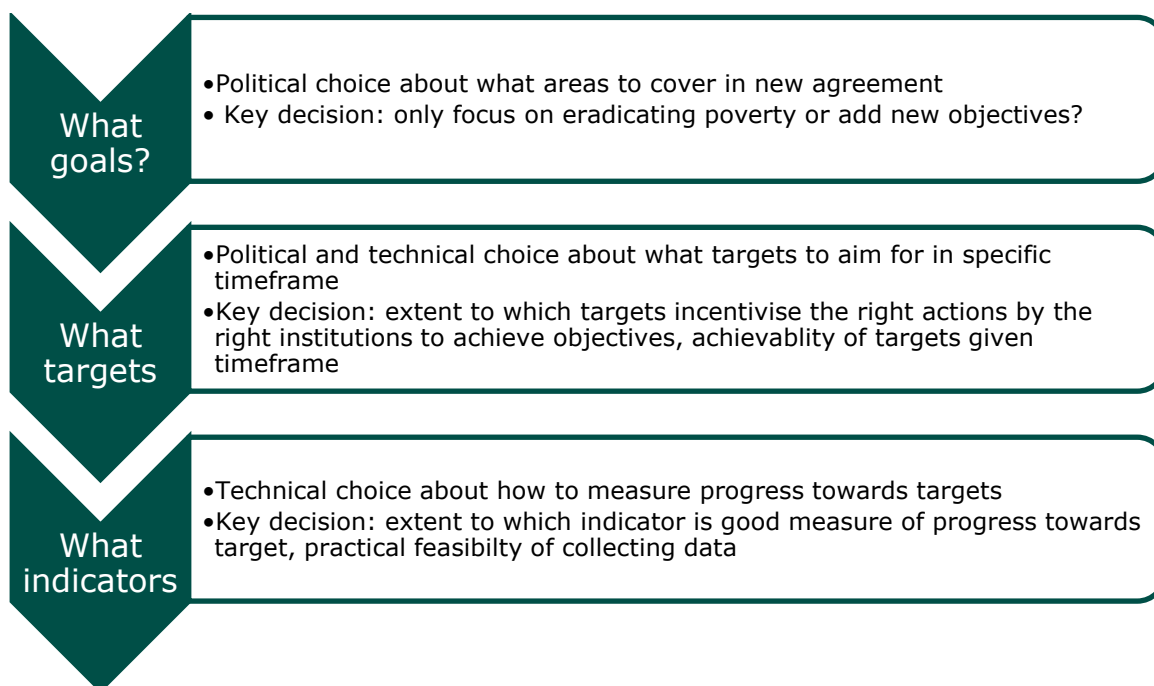 What
goals?
•Political choice about what areas to cover in new agreement
• Key decision: only focus on eradicating poverty or add new objectives?
What
targets
•Political and technical choice about what targets to aim for in specific
timeframe
•Key decision: extent to which targets incentivise the right actions by the
right institutions to achieve objectives, achievablity of targets given
timeframe
What
indicators
•Technical choice about how to measure progress towards targets
•Key decision: extent to which indicator is good measure of progress towards
target, practical feasibilty of collecting data